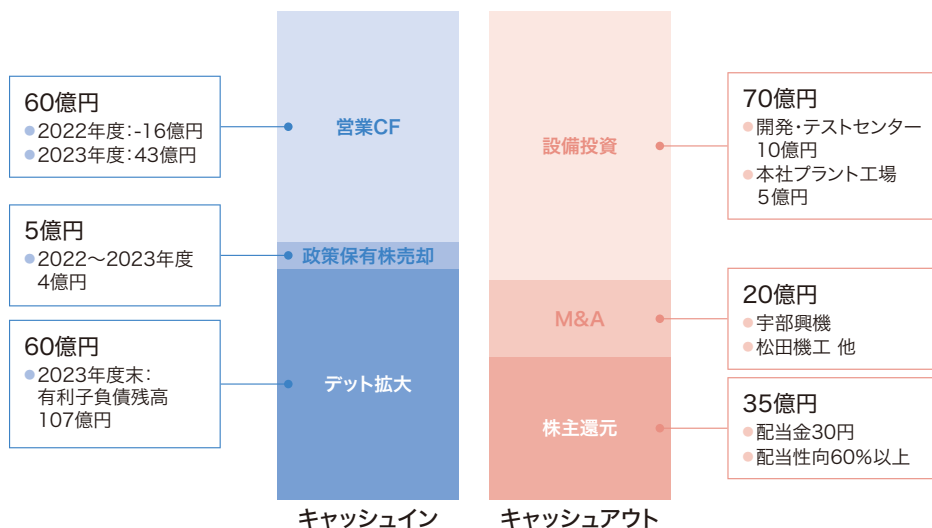 60億円
●2022年度：-16億円
●2023年度：43億円
営業CF
5億円
●2022〜2023年度
4億円
政策保有株売却
60億円
●2023年度末：
有利子負債残高
107億円
デット拡大
キャッシュイン
設備投資
70億円
●開発・テストセンター
10億円
●本社プラント工場
5億円
M&A
20億円
●宇部興機
●松田機工 他
株主還元
35億円
●配当金30円
●配当性向60%以上
キャッシュアウト